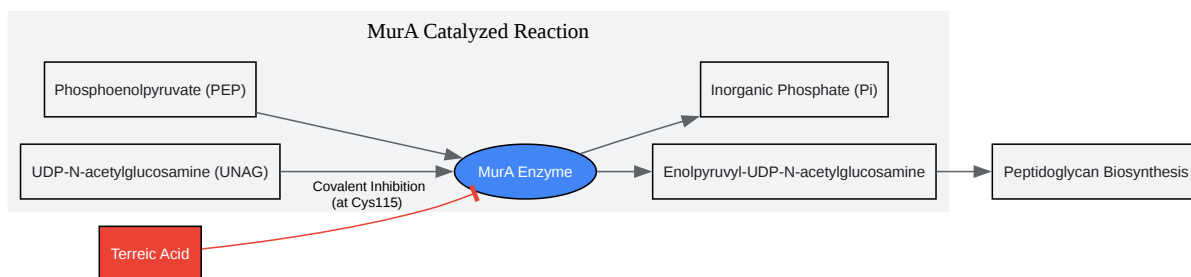 MurA Catalyzed Reaction
Phosphoenolpyruvate (PEP)
Inorganic Phosphate (Pi)
UDP-N-acetylglucosamine (UNAG)
MurA Enzyme
Enolpyruvyl-UDP-N-acetylglucosamine
Peptidoglycan Biosynthesis
Covalent Inhibition
(at Cys115)
Terreic Acid